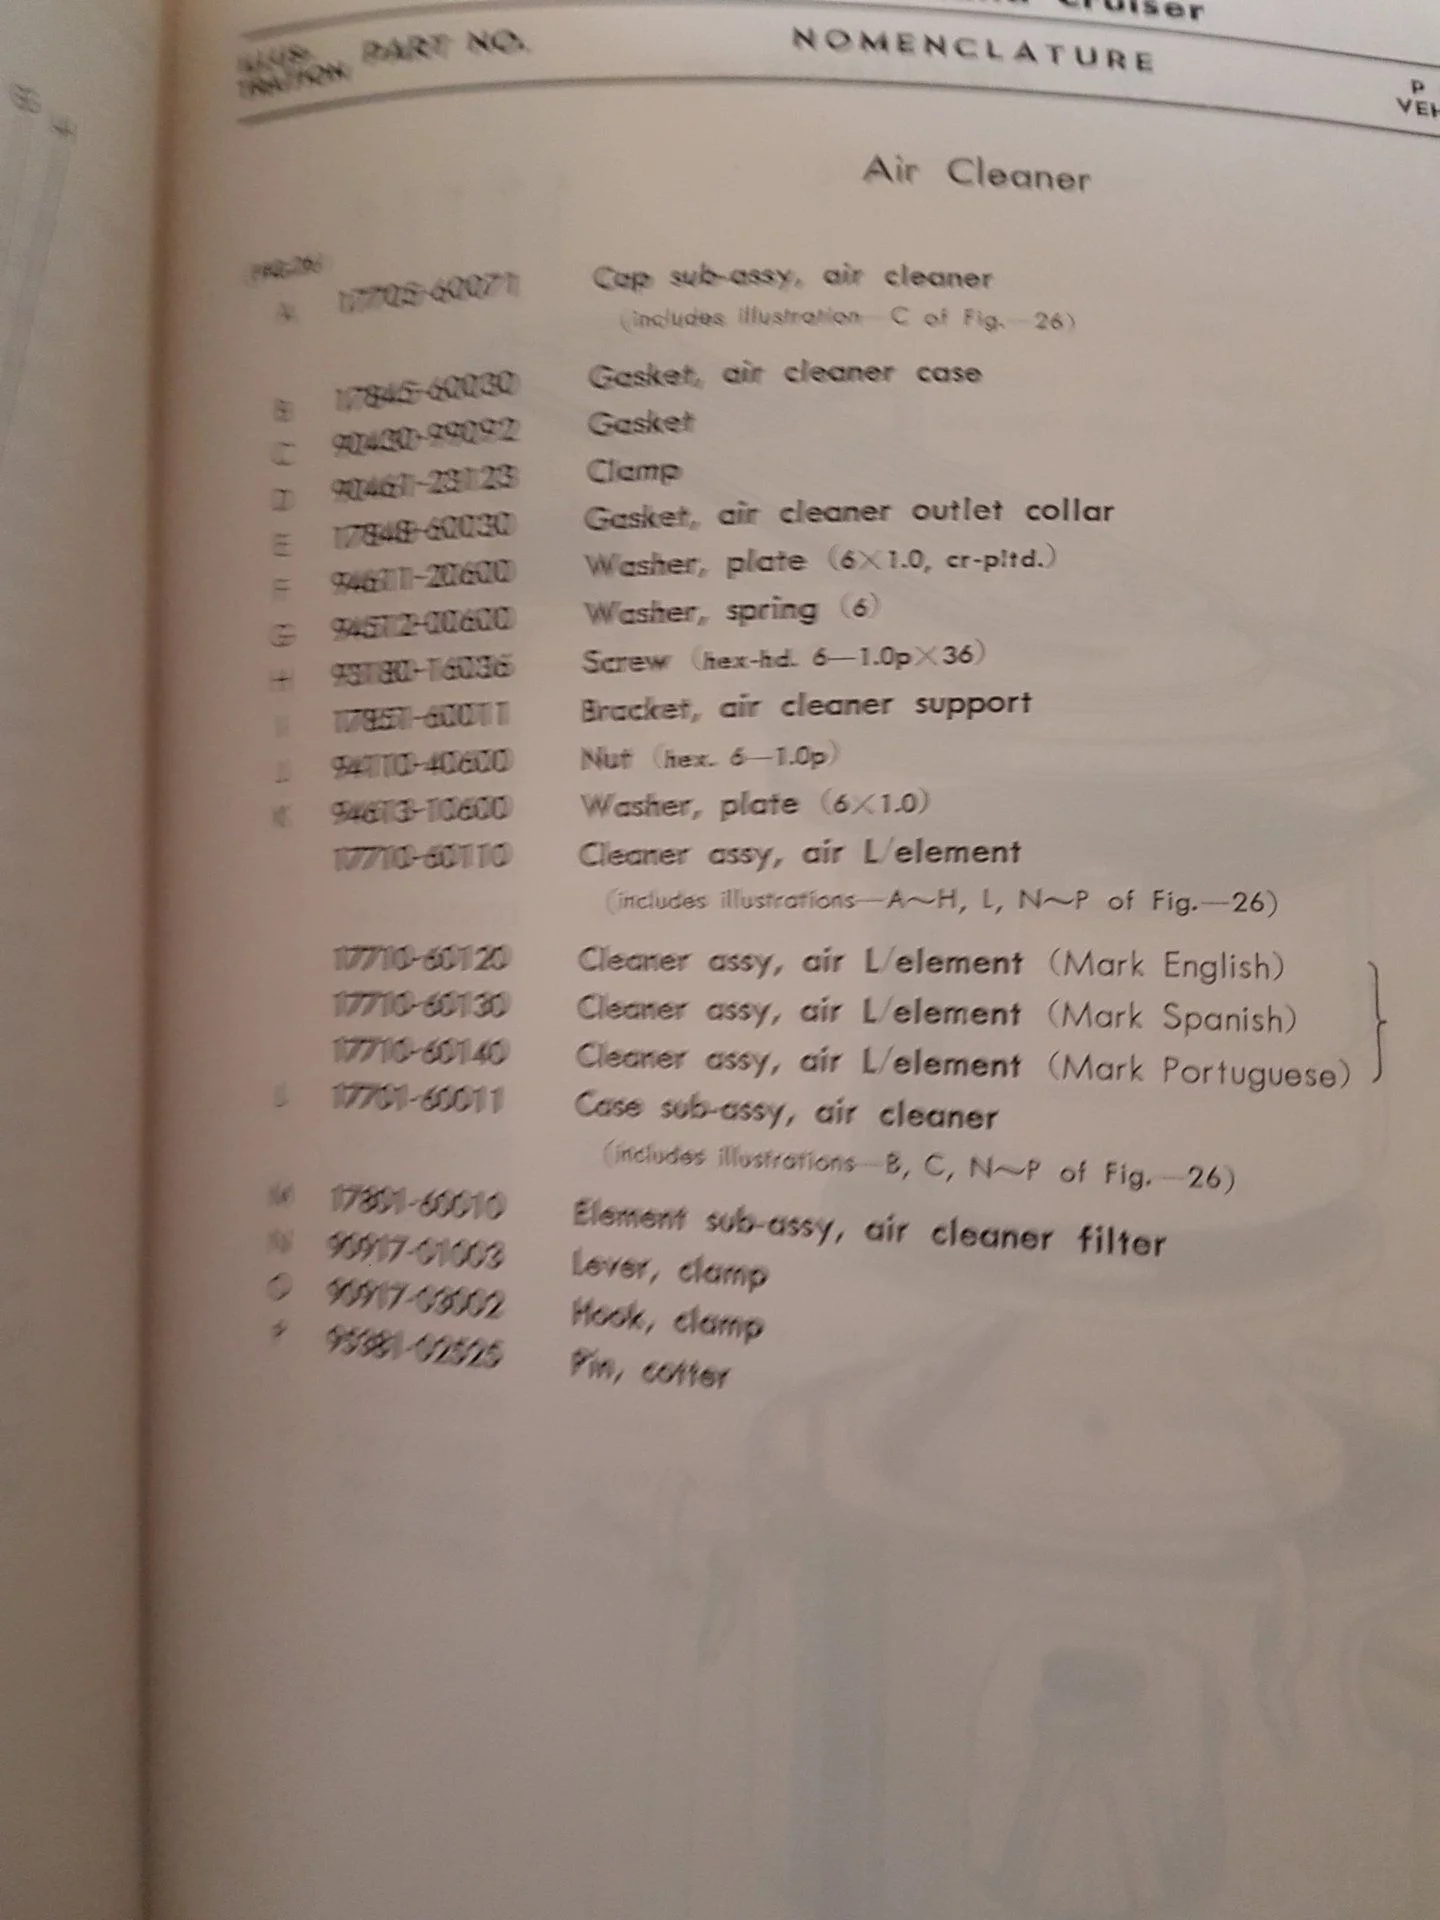 Cruiser
ILLUS- PART NO. NOMENCLATURE P
TRATION VEH
Air Cleaner
A 17705-60071 Cap sub-assy, air cleaner
(includes illustration—C of Fig.—26)
B 17845-60030 Gasket, air cleaner case
C 90430-99092 Gasket
D 90461-23123 Clamp
E 17848-60030 Gasket, air cleaner outlet collar
F 94611-20600 Washer, plate (6×1.0, cr-pltd.)
G 94512-00600 Washer, spring (6)
H 93180-16036 Screw (hex-hd. 6—1.0p×36)
I 17851-60011 Bracket, air cleaner support
J 94110-40600 Nut (hex. 6—1.0p)
K 94613-10600 Washer, plate (6×1.0)
17710-60110 Cleaner assy, air L/element
(includes illustrations—A~H, L, N~P of Fig.—26)
17710-60120 Cleaner assy, air L/element (Mark English)
17710-60130 Cleaner assy, air L/element (Mark Spanish)
17710-60140 Cleaner assy, air L/element (Mark Portuguese)
L 17701-60011 Case sub-assy, air cleaner
(includes illustrations—B, C, N~P of Fig.—26)
M 17801-60010 Element sub-assy, air cleaner filter
N 90917-01003 Lever, clamp
O 90917-03002 Hook, clamp
P 95381-02525 Pin, cotter